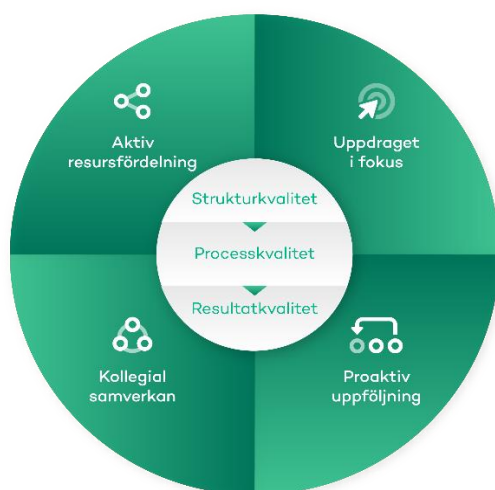 Aktiv
resursfördelning
Uppdraget
i fokus
Strukturkvalitet
Processkvalitet
Resultatkvalitet
Kollegial
samverkan
Proaktiv
uppföljning